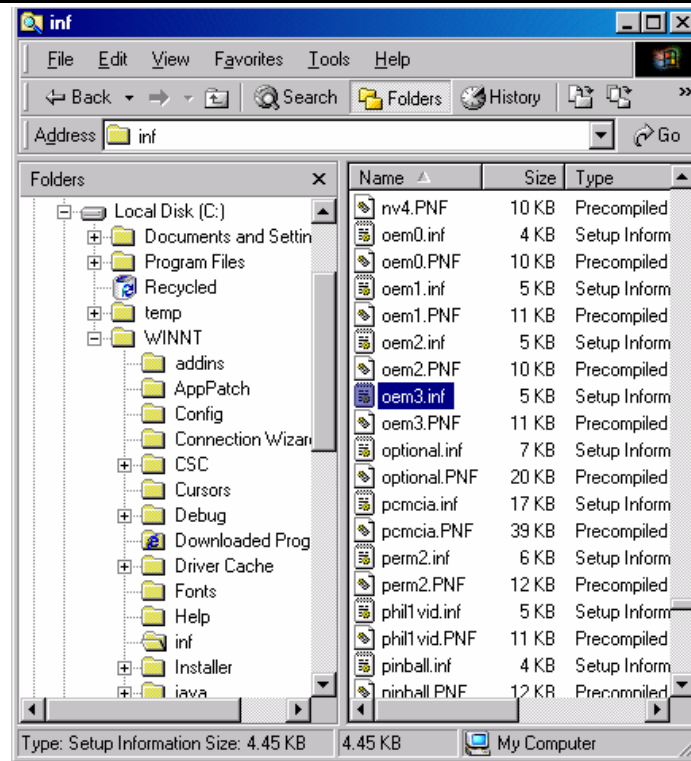 inf
File Edit View Favorites Tools Help
Back Search Folders History »
Address inf Go
Folders x
Local Disk (C:)
Documents and Settin
Program Files
Recycled
temp
WINNT
addins
AppPatch
Config
Connection Wizar
CSC
Cursors
Debug
Downloaded Prog
Driver Cache
Fonts
Help
inf
Installer
java
Name Size Type
nv4.PNF 10 KB Precompiled
oem0.inf 4 KB Setup Inform
oem0.PNF 10 KB Precompiled
oem1.inf 5 KB Setup Inform
oem1.PNF 11 KB Precompiled
oem2.inf 5 KB Setup Inform
oem2.PNF 10 KB Precompiled
oem3.inf 5 KB Setup Inform
oem3.PNF 11 KB Precompiled
optional.inf 7 KB Setup Inform
optional.PNF 20 KB Precompiled
pcmcia.inf 17 KB Setup Inform
pcmcia.PNF 39 KB Precompiled
perm2.inf 6 KB Setup Inform
perm2.PNF 12 KB Precompiled
phil1vid.inf 5 KB Setup Inform
phil1vid.PNF 11 KB Precompiled
pinball.inf 4 KB Setup Inform
pinball.PNF 12 KB Precompiled
Type: Setup Information Size: 4.45 KB 4.45 KB My Computer